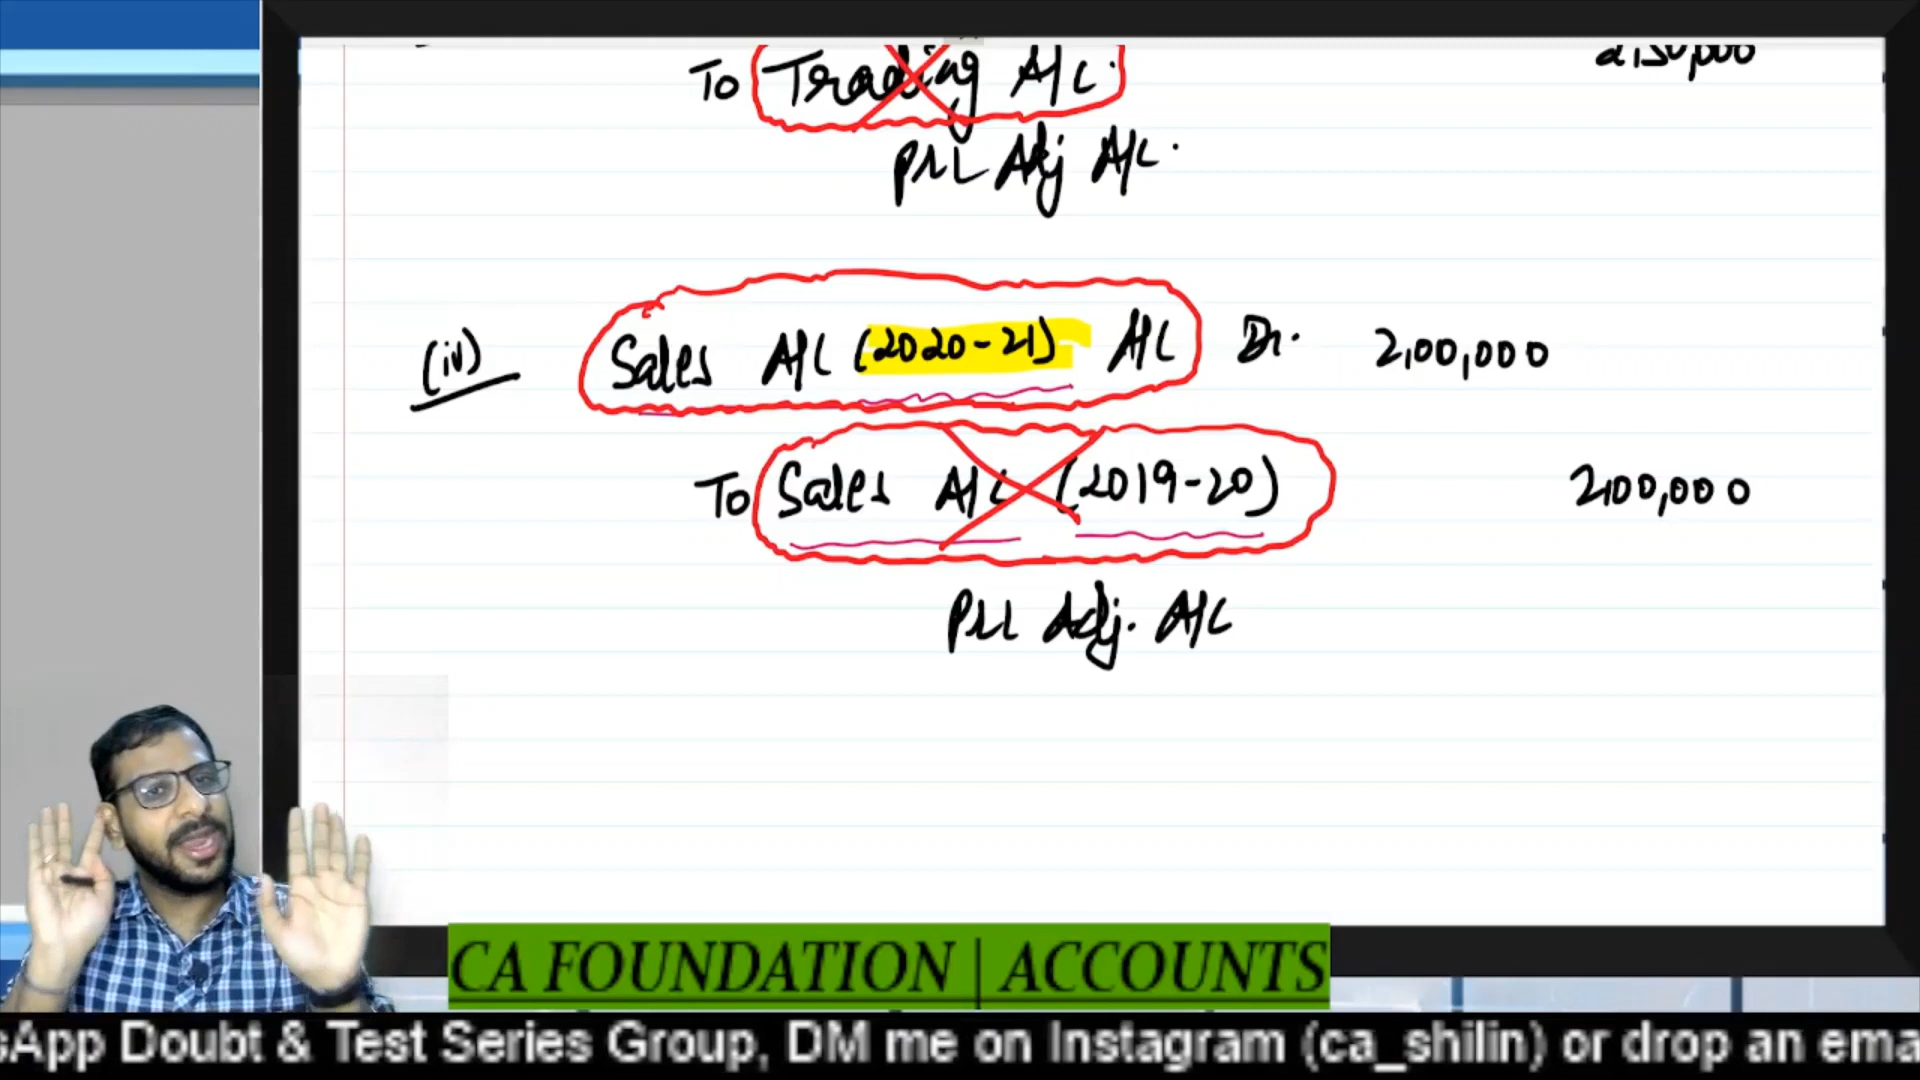 To Trading A/c.
2,50,000
P&L Adj A/c.
(iv) Sales A/c (2020-21) A/c Dr. 2,00,000
To Sales A/c (2019-20) 2,00,000
P&L Adj. A/c
CA FOUNDATION | ACCOUNTS
sApp Doubt & Test Series Group, DM me on Instagram (ca_shilin) or drop an ema